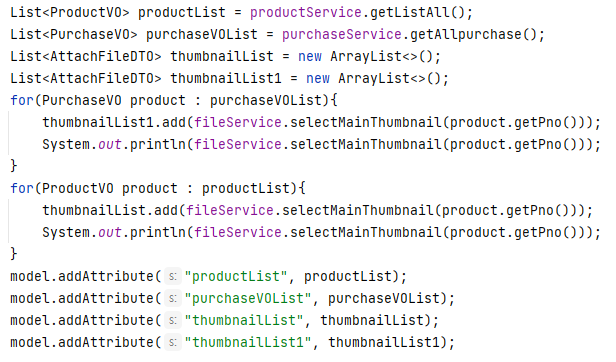 List<ProductVO> productList = productService.getListAll();
List<PurchaseVO> purchaseVOList = purchaseService.getAllpurchase();
List<AttachFileDTO> thumbnailList = new ArrayList<>();
List<AttachFileDTO> thumbnailList1 = new ArrayList<>();
for(PurchaseVO product : purchaseVOList){
    thumbnailList1.add(fileService.selectMainThumbnail(product.getPno()));
    System.out.println(fileService.selectMainThumbnail(product.getPno()));
}
for(ProductVO product : productList){
    thumbnailList.add(fileService.selectMainThumbnail(product.getPno()));
    System.out.println(fileService.selectMainThumbnail(product.getPno()));
}
model.addAttribute( s: "productList", productList);
model.addAttribute( s: "purchaseVOList", purchaseVOList);
model.addAttribute( s: "thumbnailList", thumbnailList);
model.addAttribute( s: "thumbnailList1", thumbnailList1);